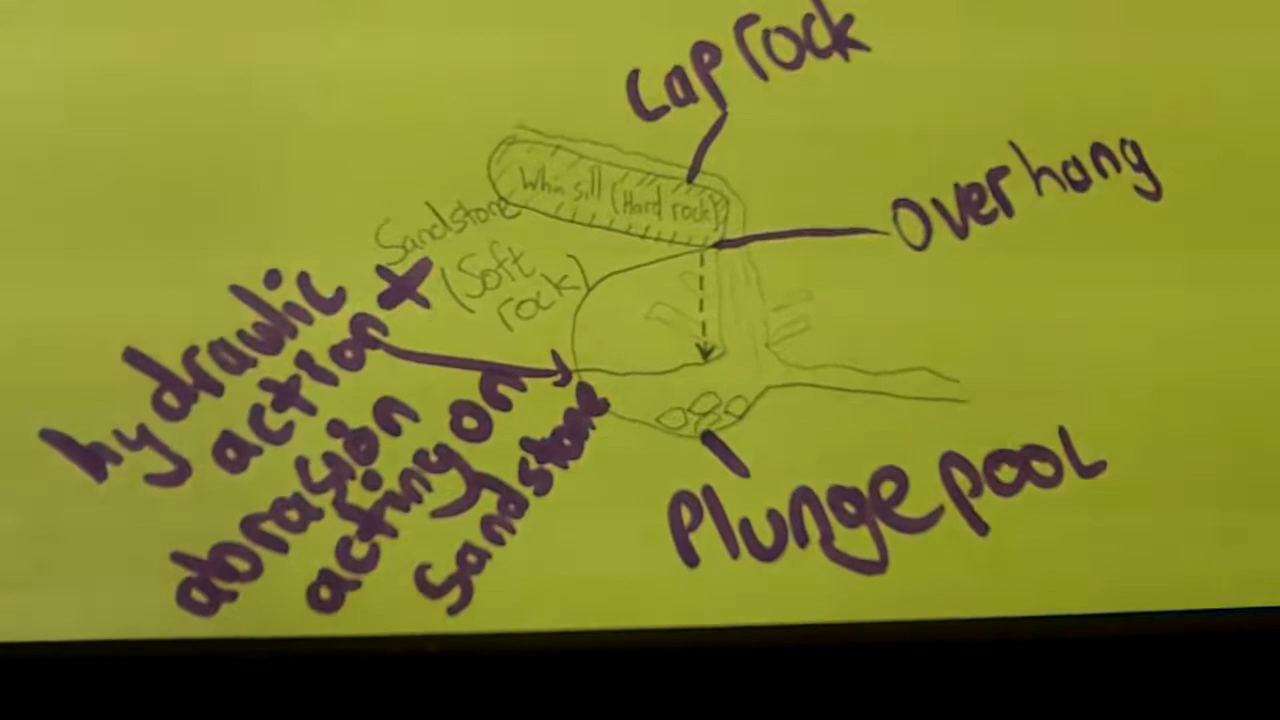 Cap rock
Whin sill (Hard rock)
Overhang
Sandstone
(Soft
rock)
hydraulic
action +
abrasion
acting on
Sandstone
Plunge pool